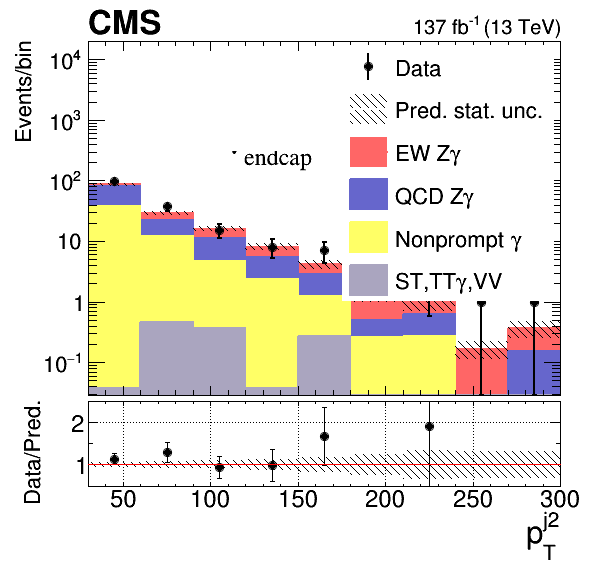 CMS
137 fb⁻¹ (13 TeV)
Events/bin
10⁴
10³
10²
10
1
10⁻¹
Data
Pred. stat. unc.
EW Zγ
QCD Zγ
Nonprompt γ
ST,TTγ,VV
endcap
Data/Pred.
2
1
50 100 150 200 250 300
p_T^j2